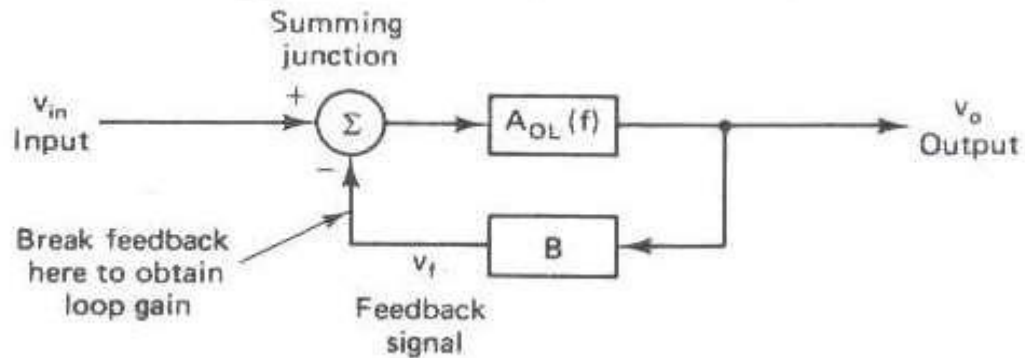 Summing
junction
v_in
Input
+
Σ
A_OL (f)
v_o
Output
−
Break feedback
here to obtain
loop gain
B
v_f
Feedback
signal